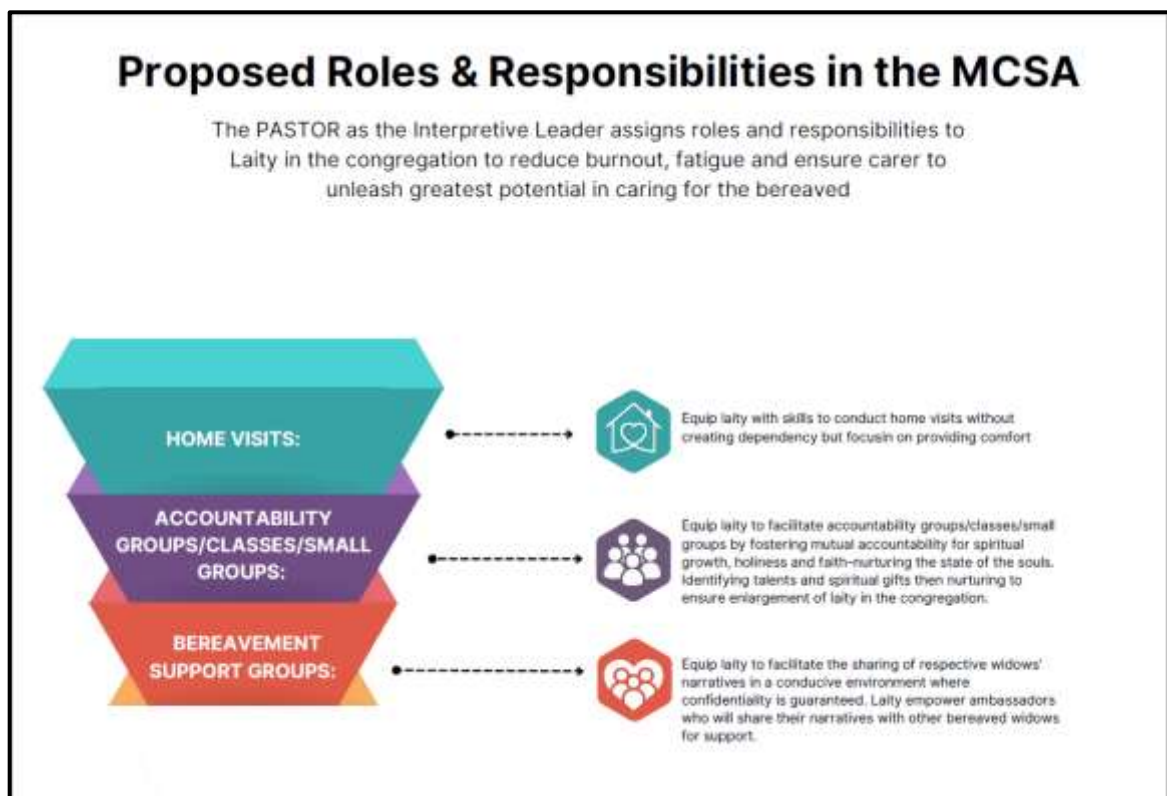 Proposed Roles & Responsibilities in the MCSA
The PASTOR as the Interpretive Leader assigns roles and responsibilities to
Laity in the congregation to reduce burnout, fatigue and ensure carer to
unleash greatest potential in caring for the bereaved
HOME VISITS:
Equip laity with skills to conduct home visits without
creating dependency but focusin on providing comfort
ACCOUNTABILITY
GROUPS/CLASSES/SMALL
GROUPS:
Equip laity to facilitate accountability groups/classes/small
groups by fostering mutual accountability for spiritual
growth, holiness and faith-nurturing the state of the souls.
Identifying talents and spiritual gifts then nurturing to
ensure enlargement of laity in the congregation.
BEREAVEMENT
SUPPORT GROUPS:
Equip laity to facilitate the sharing of respective widows'
narratives in a conducive environment where
confidentiality is guaranteed. Laity empower ambassadors
who will share their narratives with other bereaved widows
for support.